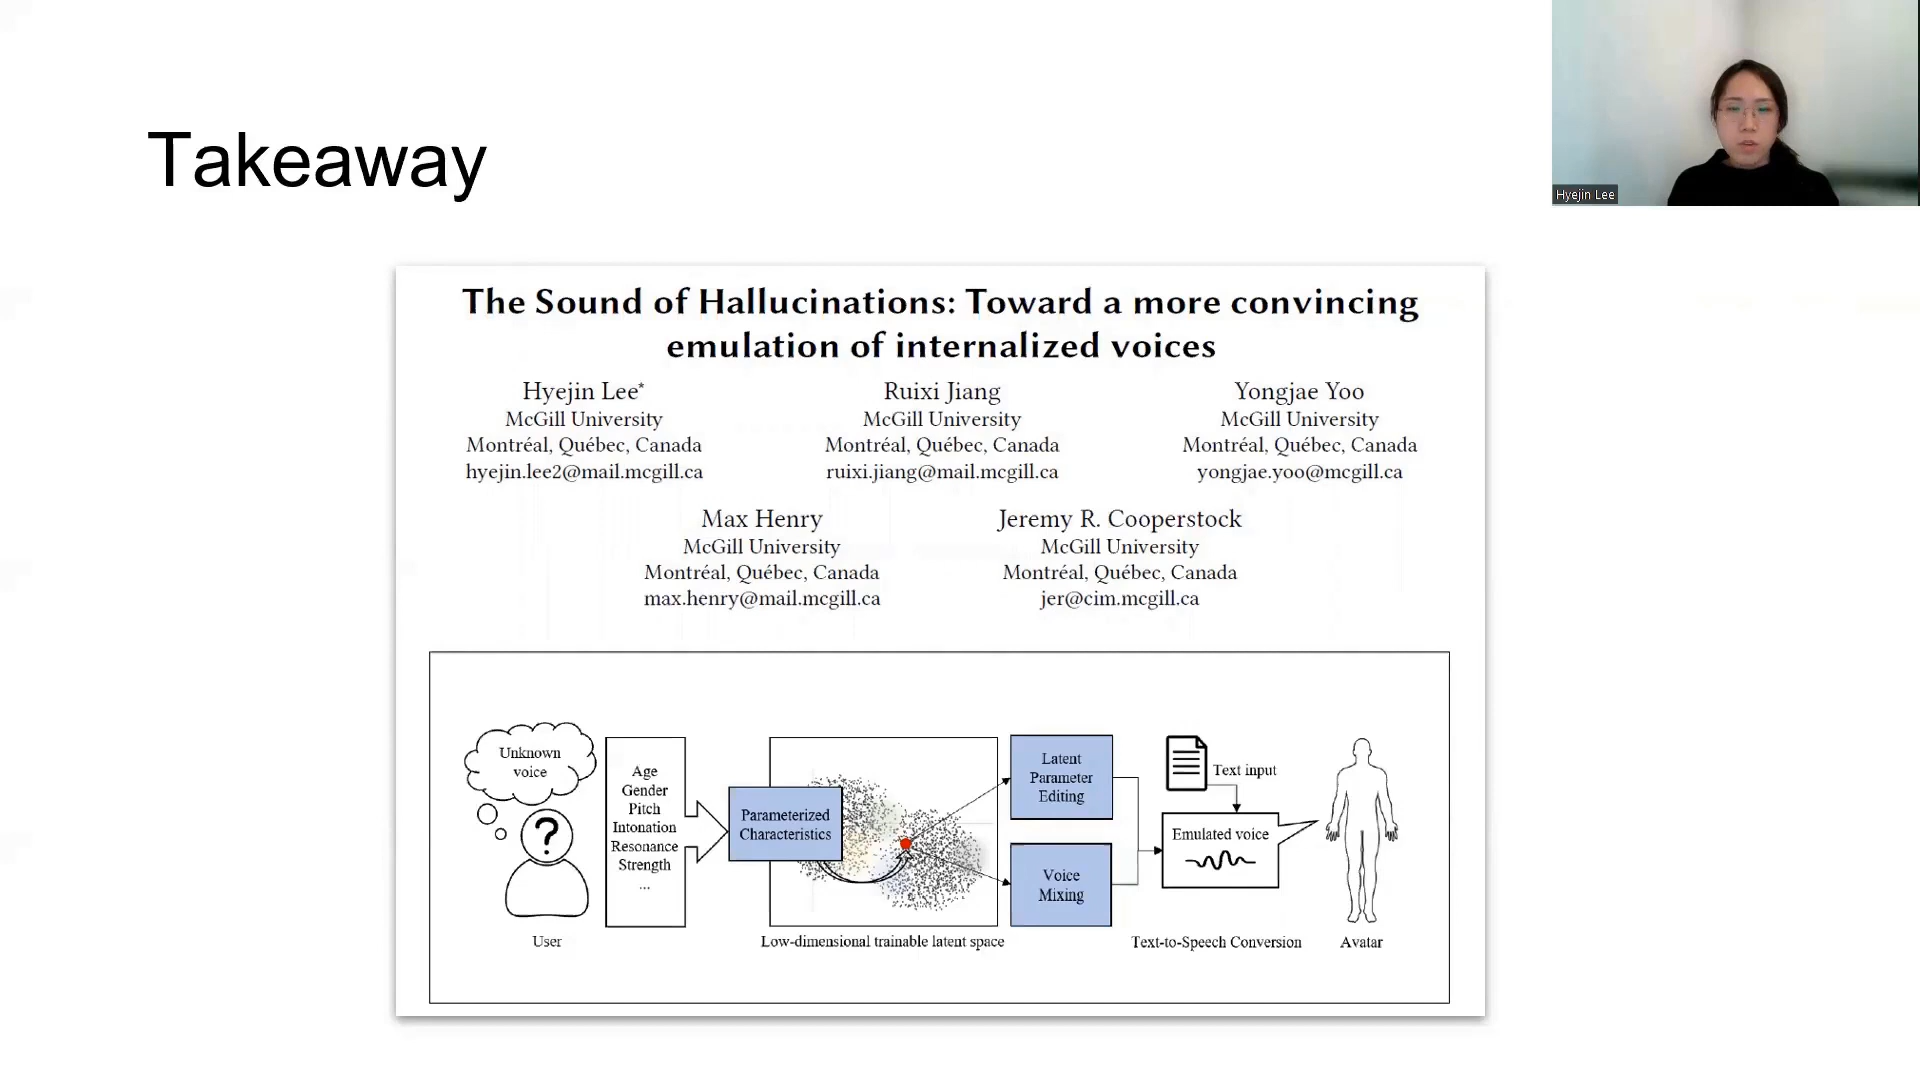 Takeaway
Hyejin Lee
The Sound of Hallucinations: Toward a more convincing
emulation of internalized voices
Hyejin Lee*
McGill University
Montréal, Québec, Canada
hyejin.lee2@mail.mcgill.ca
Ruixi Jiang
McGill University
Montréal, Québec, Canada
ruixi.jiang@mail.mcgill.ca
Yongjae Yoo
McGill University
Montréal, Québec, Canada
yongjae.yoo@mcgill.ca
Max Henry
McGill University
Montréal, Québec, Canada
max.henry@mail.mcgill.ca
Jeremy R. Cooperstock
McGill University
Montréal, Québec, Canada
jer@cim.mcgill.ca
Unknown
voice
?
User
Age
Gender
Pitch
Intonation
Resonance
Strength
...
Parameterized
Characteristics
Low-dimensional trainable latent space
Latent
Parameter
Editing
Voice
Mixing
Text input
Emulated voice
Text-to-Speech Conversion
Avatar